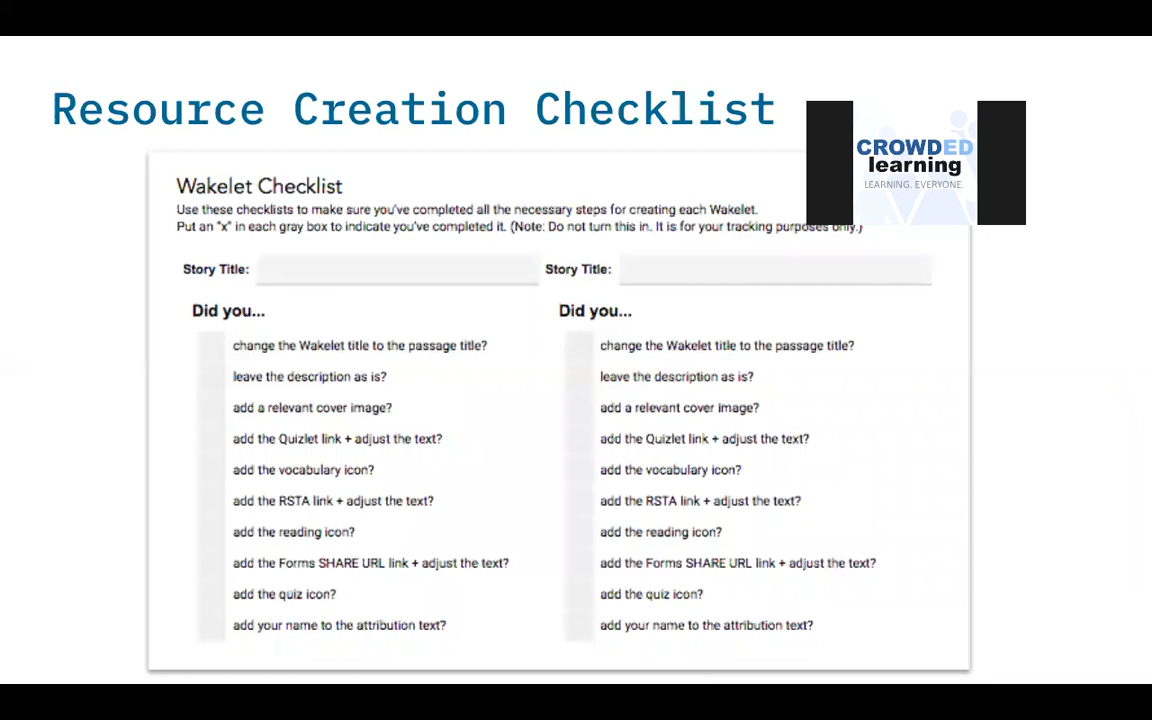 Resource Creation Checklist
CROWDED
learning
LEARNING. EVERYONE.
Wakelet Checklist
Use these checklists to make sure you've completed all the necessary steps for creating each Wakelet.
Put an "x" in each gray box to indicate you've completed it. (Note: Do not turn this in. It is for your tracking purposes only.)
Story Title:
Did you...
change the Wakelet title to the passage title?
leave the description as is?
add a relevant cover image?
add the Quizlet link + adjust the text?
add the vocabulary icon?
add the RSTA link + adjust the text?
add the reading icon?
add the Forms SHARE URL link + adjust the text?
add the quiz icon?
add your name to the attribution text?
Story Title:
Did you...
change the Wakelet title to the passage title?
leave the description as is?
add a relevant cover image?
add the Quizlet link + adjust the text?
add the vocabulary icon?
add the RSTA link + adjust the text?
add the reading icon?
add the Forms SHARE URL link + adjust the text?
add the quiz icon?
add your name to the attribution text?